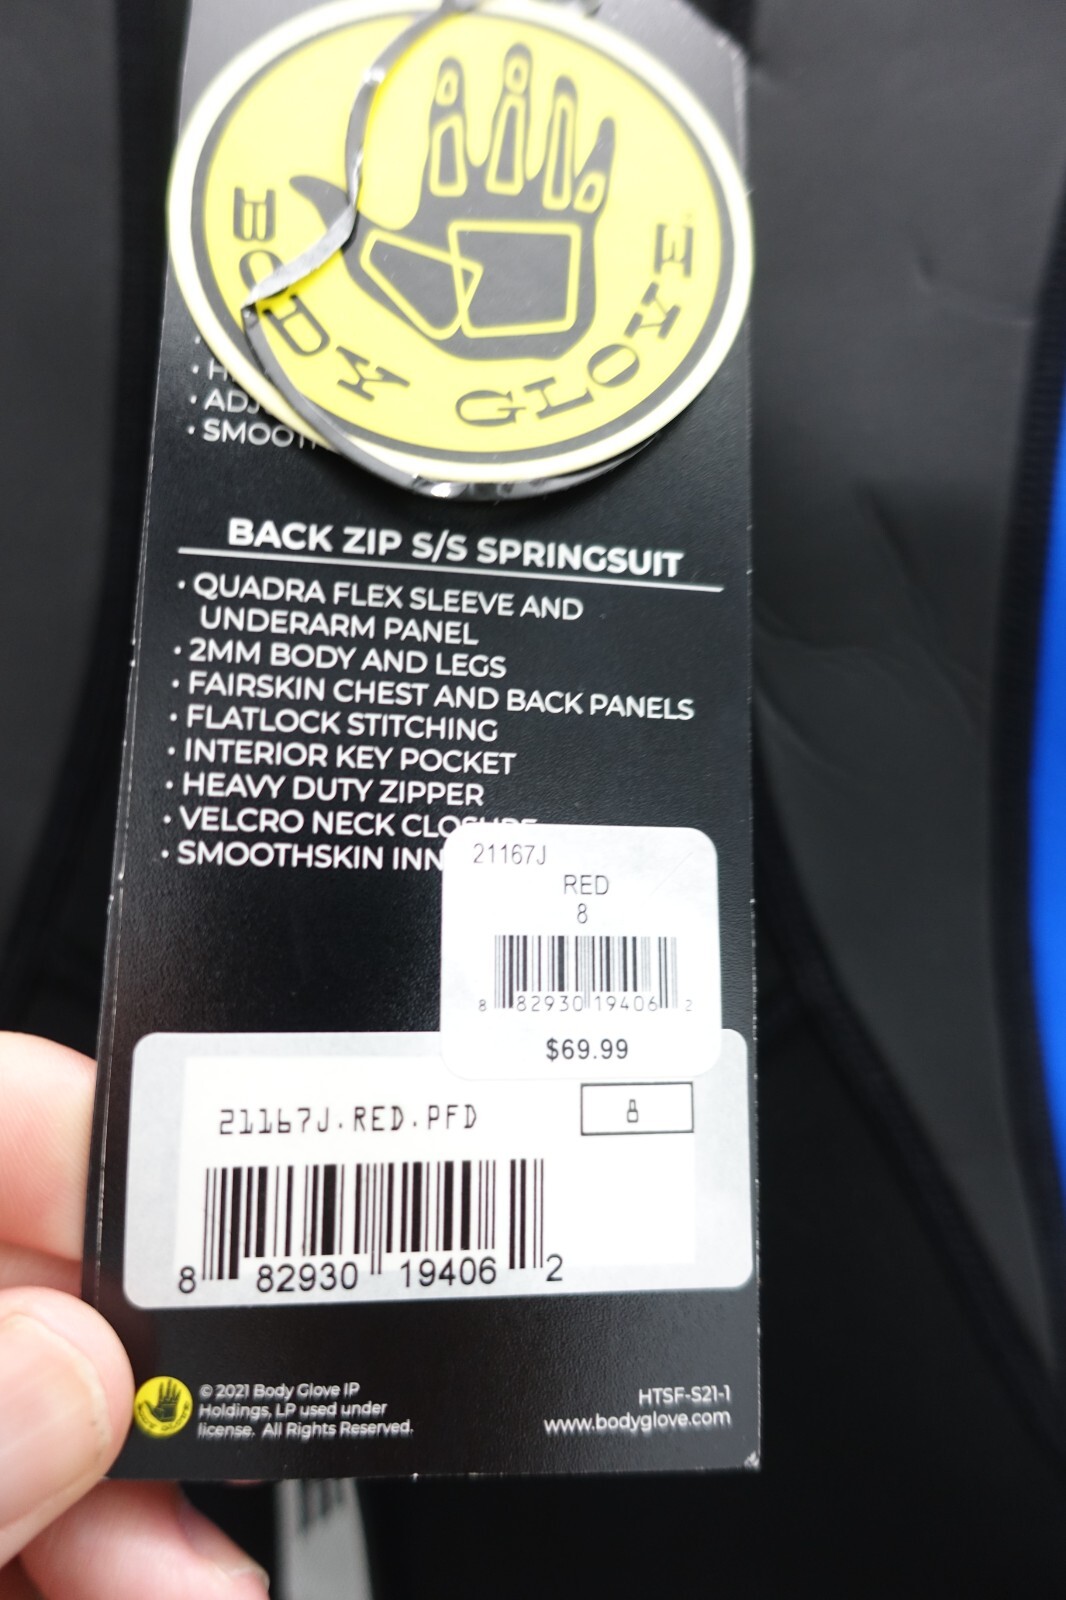 BODY GLOVE
• SMOOTH
BACK ZIP S/S SPRINGSUIT
• QUADRA FLEX SLEEVE AND
UNDERARM PANEL
• 2MM BODY AND LEGS
• FAIRSKIN CHEST AND BACK PANELS
• FLATLOCK STITCHING
• INTERIOR KEY POCKET
• HEAVY DUTY ZIPPER
• VELCRO NECK CLOSURE
• SMOOTHSKIN INN
21167J
RED
8
8 82930 19406 2
$69.99
21167J.RED.PFD
8
8 82930 19406 2
© 2021 Body Glove IP
Holdings, LP used under
license. All Rights Reserved.
HTSF-S21-1
www.bodyglove.com